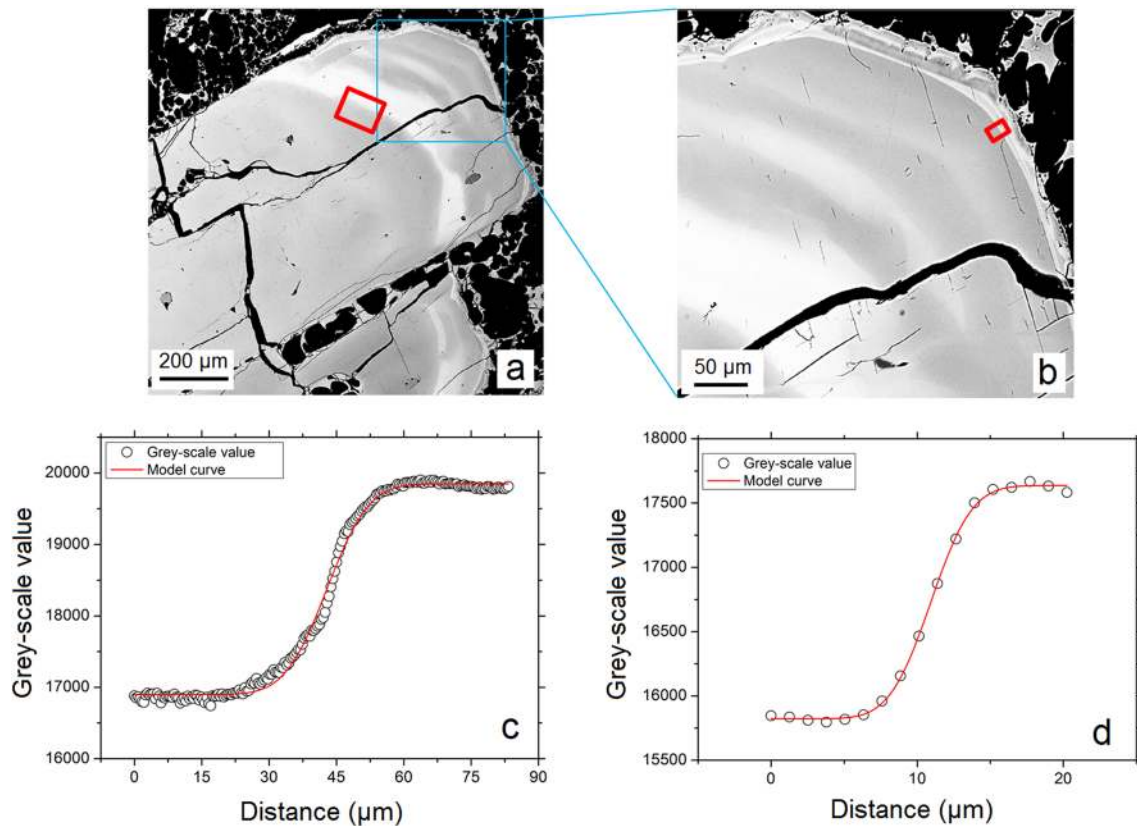 200 µm
a
50 µm
b
Grey-scale value
Model curve
20000
19000
18000
17000
16000
Grey-scale value
0
15
30
45
60
75
90
Distance (µm)
c
Grey-scale value
Model curve
18000
17500
17000
16500
16000
15500
Grey-scale value
0
10
20
Distance (µm)
d